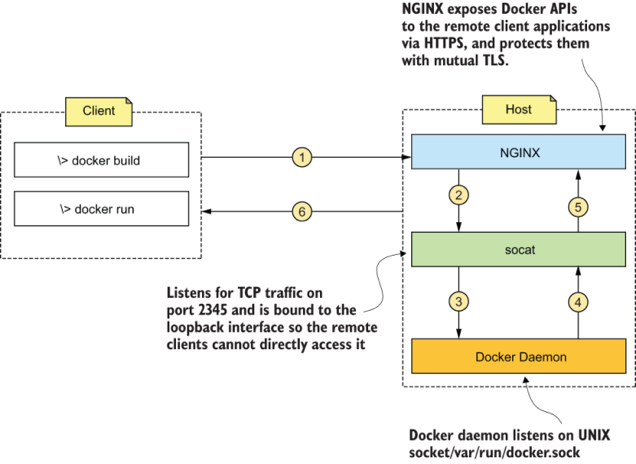 NGINX exposes Docker APIs
to the remote client applications
via HTTPS, and protects them
with mutual TLS.
Client
Host
\> docker build
1
NGINX
2
5
\> docker run
6
socat
Listens for TCP traffic on
port 2345 and is bound to the
loopback interface so the remote
clients cannot directly access it
3
4
Docker Daemon
Docker daemon listens on UNIX
socket/var/run/docker.sock